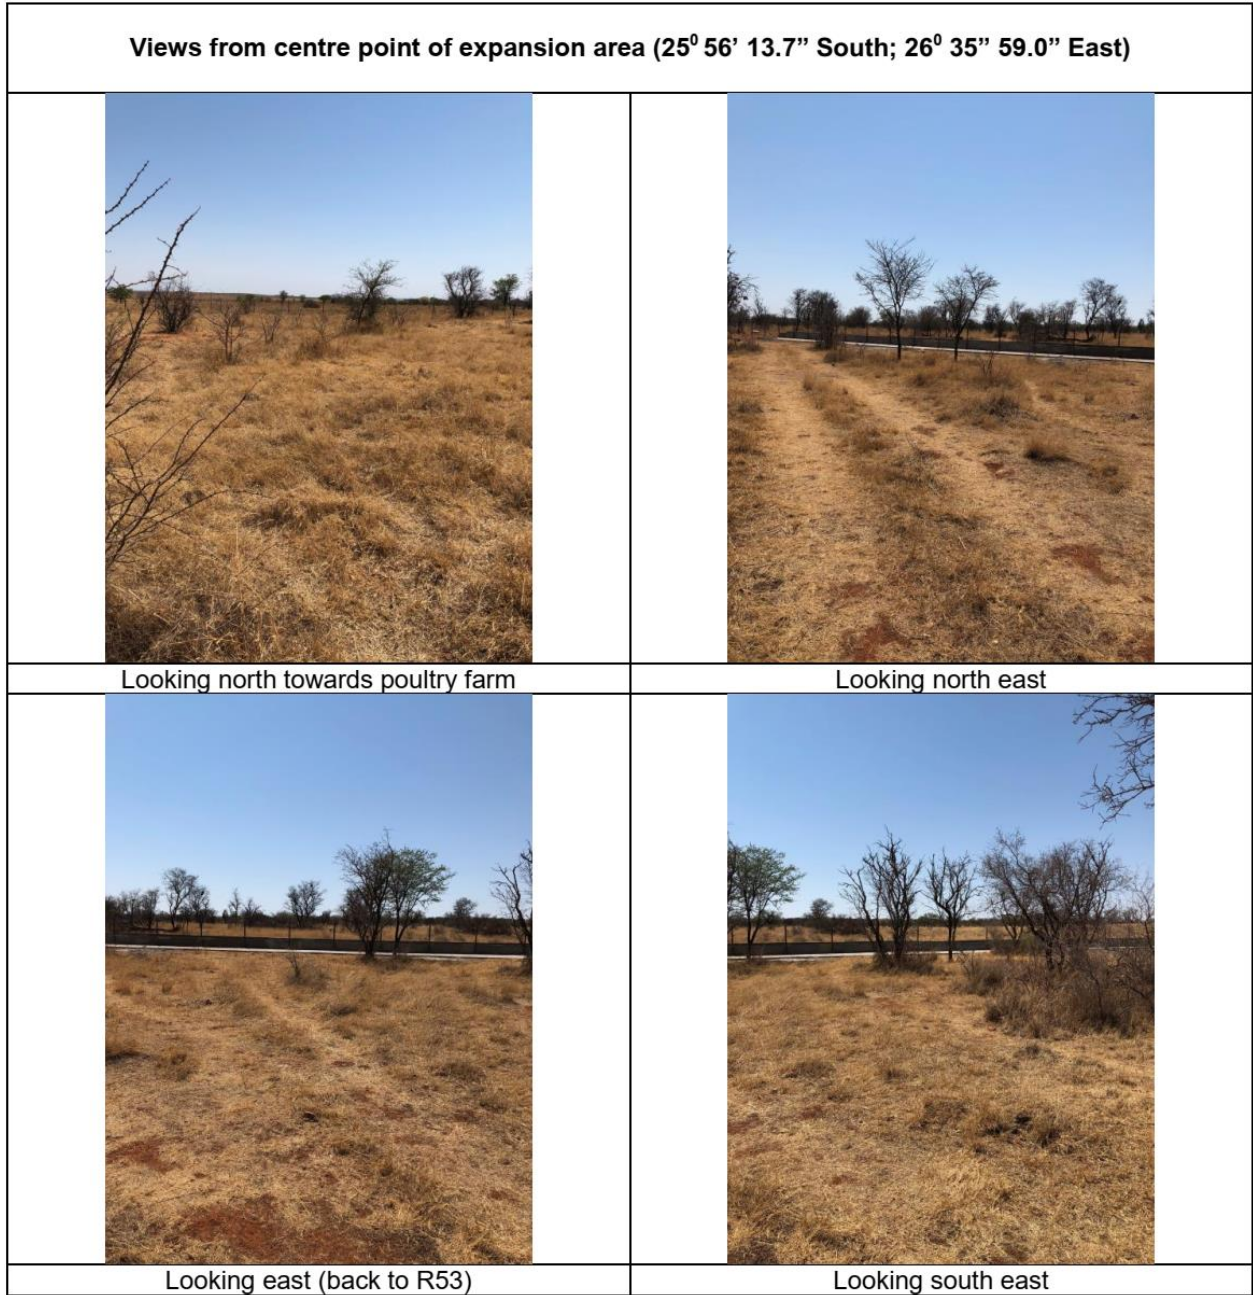 Views from centre point of expansion area (25⁰ 56’ 13.7” South; 26⁰ 35” 59.0” East)
Looking north towards poultry farm
Looking north east
Looking east (back to R53)
Looking south east